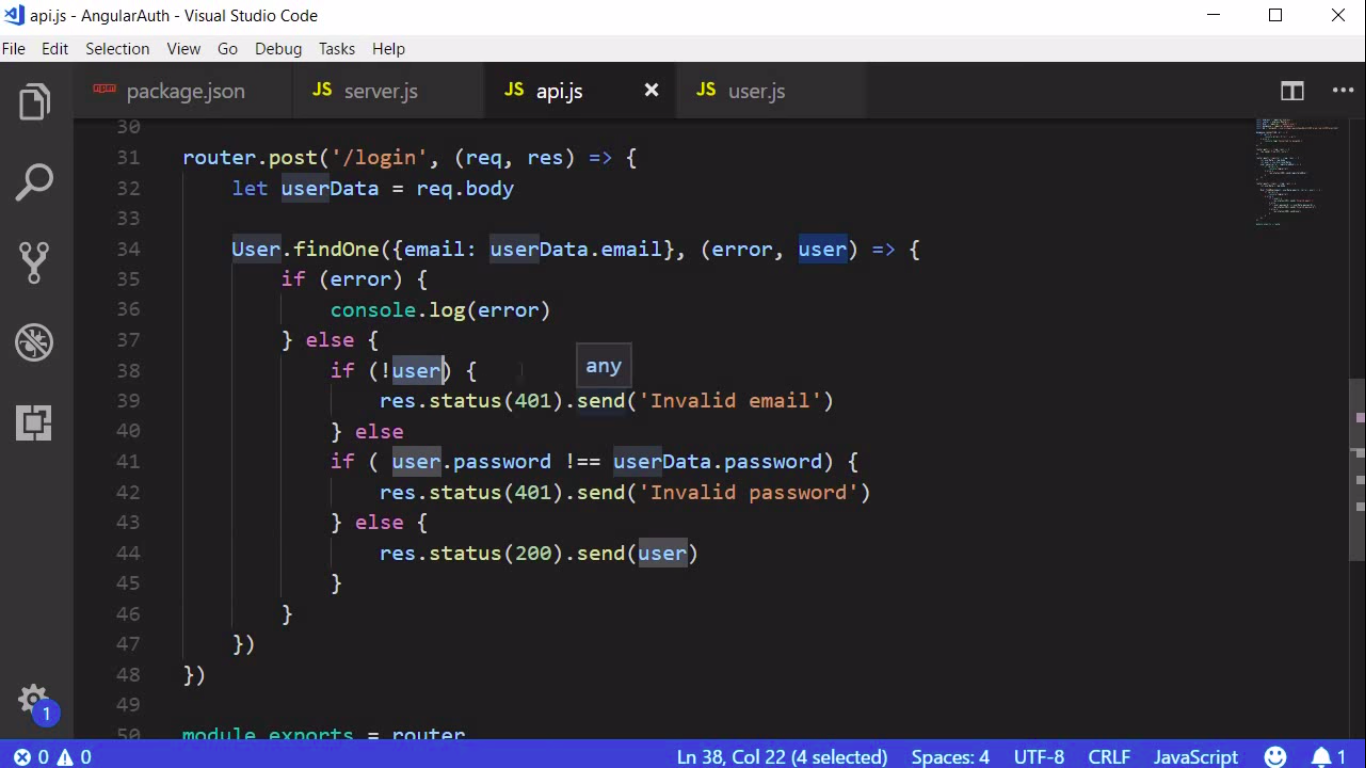 api.js - AngularAuth - Visual Studio Code
File Edit Selection View Go Debug Tasks Help
npm package.json JS server.js JS api.js JS user.js
30
31 router.post('/login', (req, res) => {
32 let userData = req.body
33
34 User.findOne({email: userData.email}, (error, user) => {
35 if (error) {
36 console.log(error)
37 } else {
38 if (!user) {
any
39 res.status(401).send('Invalid email')
40 } else
41 if ( user.password !== userData.password) {
42 res.status(401).send('Invalid password')
43 } else {
44 res.status(200).send(user)
45 }
46 }
47 })
48 })
49
50 module.exports = router
1
0 0 Ln 38, Col 22 (4 selected) Spaces: 4 UTF-8 CRLF JavaScript 1